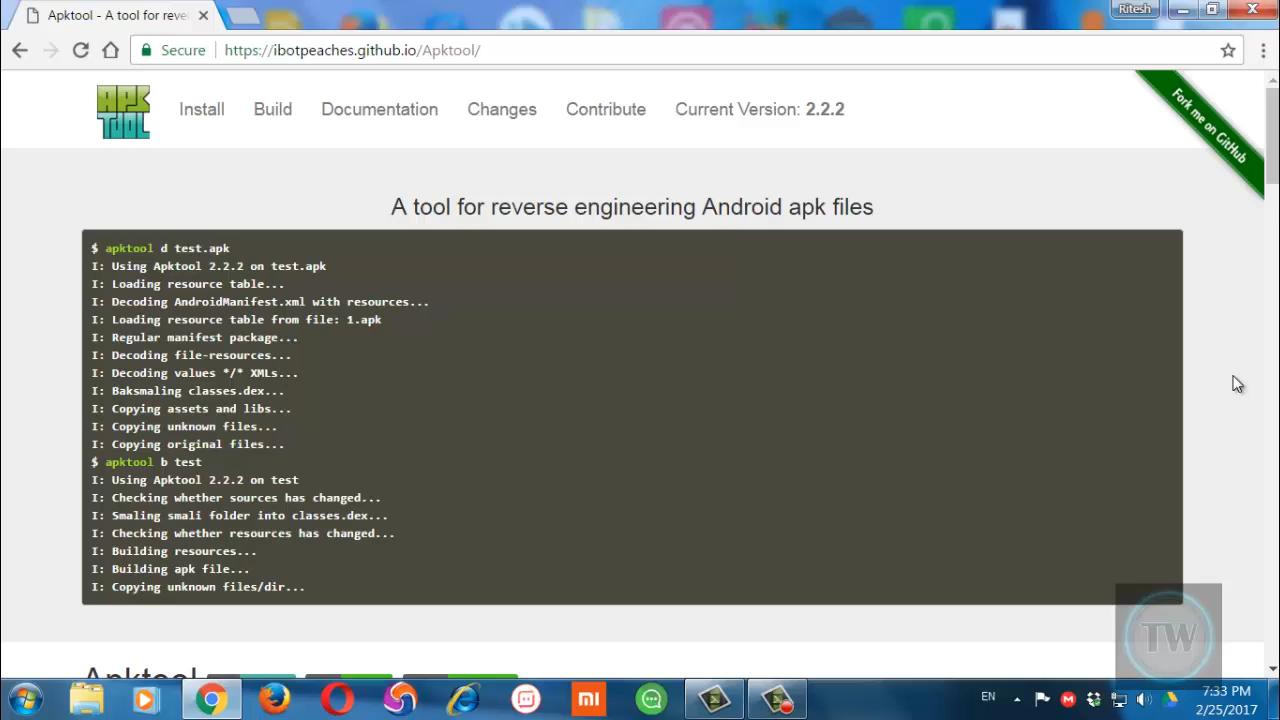 Apktool - A tool for reve
Ritesh
Secure
https://ibotpeaches.github.io/Apktool/
APK
TOOL
Install
Build
Documentation
Changes
Contribute
Current Version: 2.2.2
Fork me on GitHub
A tool for reverse engineering Android apk files
$ apktool d test.apk
I: Using Apktool 2.2.2 on test.apk
I: Loading resource table...
I: Decoding AndroidManifest.xml with resources...
I: Loading resource table from file: 1.apk
I: Regular manifest package...
I: Decoding file-resources...
I: Decoding values */* XMLs...
I: Baksmaling classes.dex...
I: Copying assets and libs...
I: Copying unknown files...
I: Copying original files...
$ apktool b test
I: Using Apktool 2.2.2 on test
I: Checking whether sources has changed...
I: Smaling smali folder into classes.dex...
I: Checking whether resources has changed...
I: Building resources...
I: Building apk file...
I: Copying unknown files/dir...
TW
Apktool
mi
EN
7:33 PM
2/25/2017